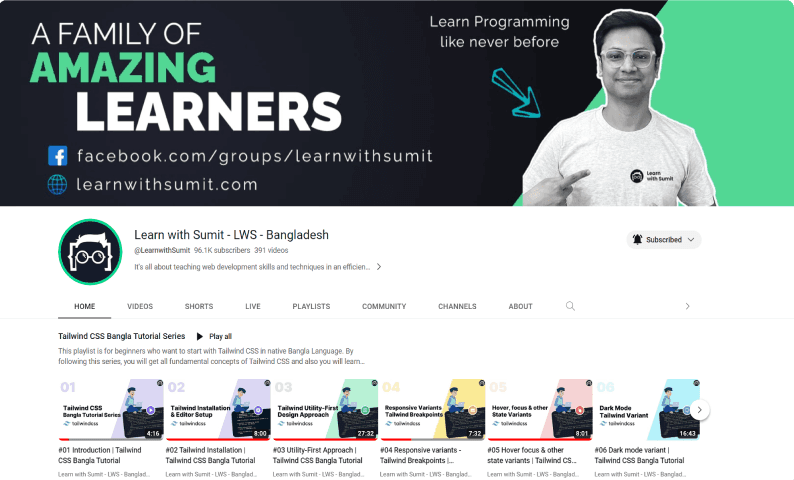 A FAMILY OF
AMAZING
LEARNERS
facebook.com/groups/learnwithsumit
learnwithsumit.com
Learn Programming
like never before
Learn
with Sumit
Learn with Sumit - LWS - Bangladesh
@LearnwithSumit 96.1K subscribers 391 videos
It's all about teaching web development skills and techniques in an efficien...
Subscribed
HOME VIDEOS SHORTS LIVE PLAYLISTS COMMUNITY CHANNELS ABOUT
Tailwind CSS Bangla Tutorial Series Play all
This playlist is for beginners who want to start with Tailwind CSS in native Bangla Language. By
following this series, you will get all fundamental concepts of Tailwind CSS and also you will learn...
01
Tailwind CSS
Bangla Tutorial Series
tailwindcss
4:16
02
Tailwind Installation
& Editor Setup
tailwindcss
8:00
03
Tailwind Utility-First
Design Approach
tailwindcss
27:32
04
Responsive Variants
Tailwind Breakpoints
tailwindcss
7:32
05
Hover, focus & other
State Variants
tailwindcss
8:01
06
Dark Mode
Tailwind Variant
tailwindcss
16:43
#01 Introduction | Tailwind
CSS Bangla Tutorial
Learn with Sumit - LWS - Banglad...
#02 Tailwind Installation |
Tailwind CSS Bangla Tutorial
Learn with Sumit - LWS - Banglad...
#03 Utility-First Approach |
Tailwind CSS Bangla Tutorial
Learn with Sumit - LWS - Banglad...
#04 Responsive variants -
Tailwind Breakpoints |...
Learn with Sumit - LWS - Banglad...
#05 Hover focus & other
state variants | Tailwind CS...
Learn with Sumit - LWS - Banglad...
#06 Dark mode variant |
Tailwind CSS Bangla Tutorial
Learn with Sumit - LWS - Banglad...